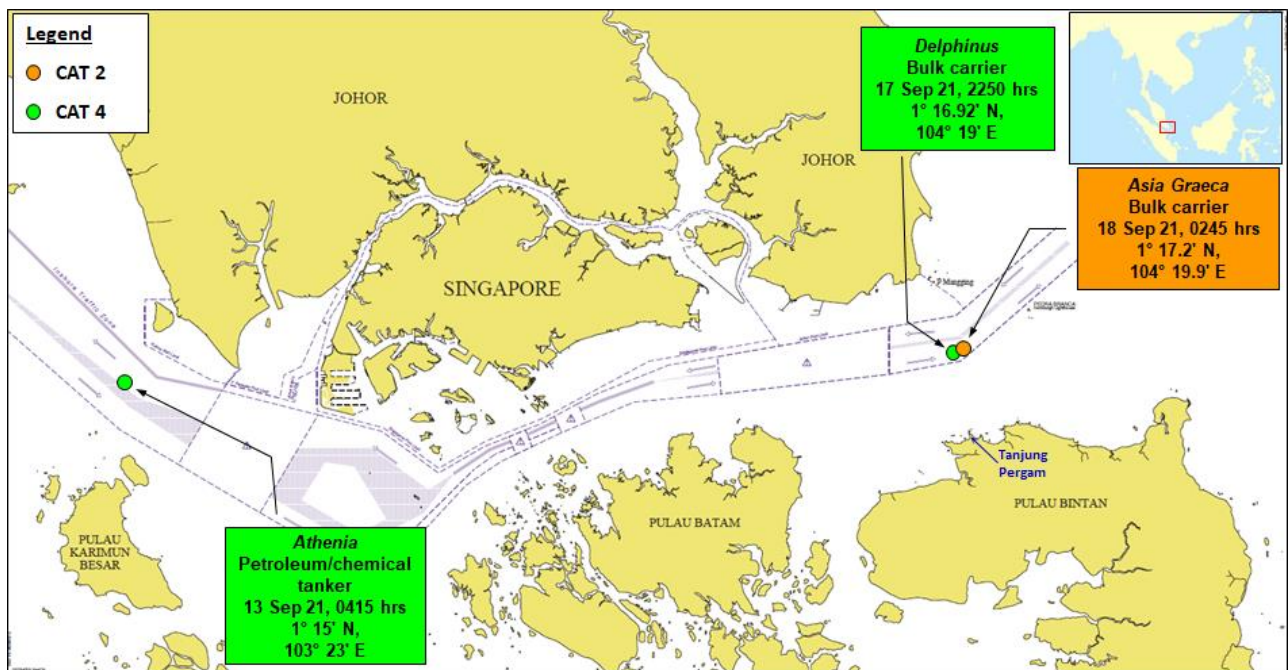 Legend
CAT 2
CAT 4
JOHOR
JOHOR
SINGAPORE
Delphinus
Bulk carrier
17 Sep 21, 2250 hrs
1° 16.92' N,
104° 19' E
Asia Graeca
Bulk carrier
18 Sep 21, 0245 hrs
1° 17.2' N,
104° 19.9' E
Tanjung
Pergam
PULAU BINTAN
PULAU BATAM
PULAU
KARIMUN
BESAR
Athenia
Petroleum/chemical
tanker
13 Sep 21, 0415 hrs
1° 15' N,
103° 23' E